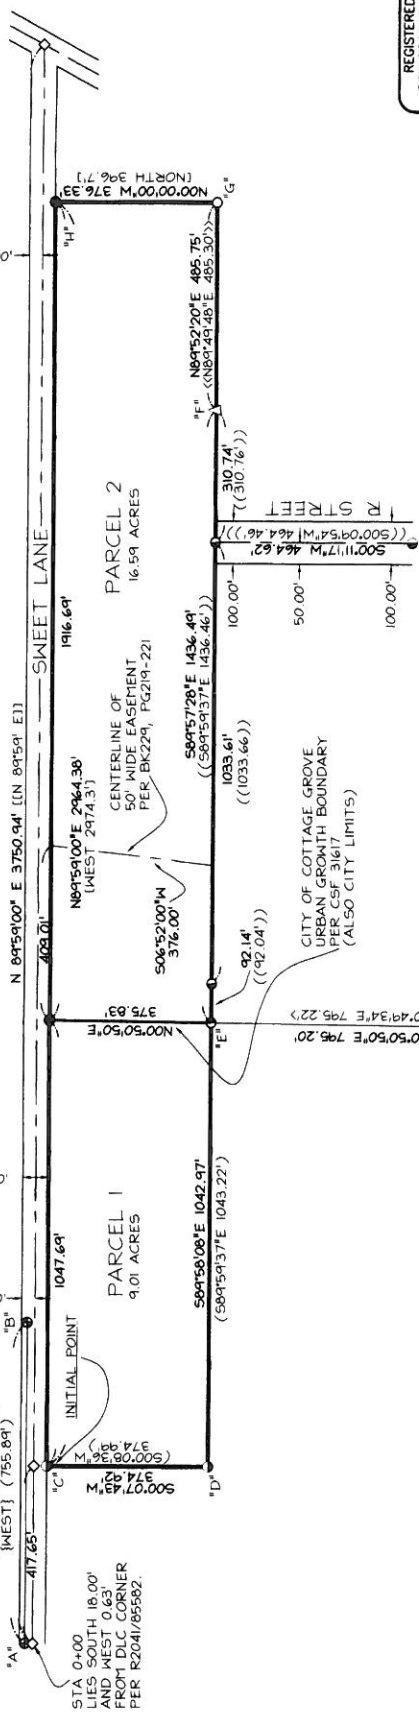 REGISTERED
"A"
STA 0+00
LIES SOUTH 18.00'
AND WEST 0.63'
FROM DLC CORNER
PER R2041/85582.
[WEST] (755.89')
417.65'
"B"
N 89°59'00" E 3750.94' [[N 89°59' E]]
SWEET LANE
INITIAL POINT
"C"
1047.69'
409.01'
1916.69'
N89°59'00"E 2964.38'
[WEST 2974.3']
"H"
PARCEL 1
9.01 ACRES
S00°07'43"W
374.92'
(S00°08'36"W
374.99')
"D"
S89°58'08"E 1042.97'
(S89°59'37"E 1043.22')
N00°50'50"E
375.83'
"E"
CENTERLINE OF
50' WIDE EASEMENT
PER BK229, PG219-221
S06°52'00"W
376.00'
PARCEL 2
16.59 ACRES
N00°00'00"W 376.33'
[NORTH 396.7']
"G"
92.14'
((92.04'))
S89°57'28"E 1436.49'
((S89°59'37"E 1436.46'))
1033.61'
((1033.66))
310.74'
((310.76'))
"F"
N89°52'20"E 485.75'
<<N89°49'48"E 485.30'>>
CITY OF COTTAGE GROVE
URBAN GROWTH BOUNDARY
PER CSF 31617
(ALSO CITY LIMITS)
0°50'50"E 795.20'
0°49'34"E 795.22'>
100.00'
50.00'
100.00'
S00°11'17"W 464.62'
((S00°09'54"W 464.46'))
R STREET